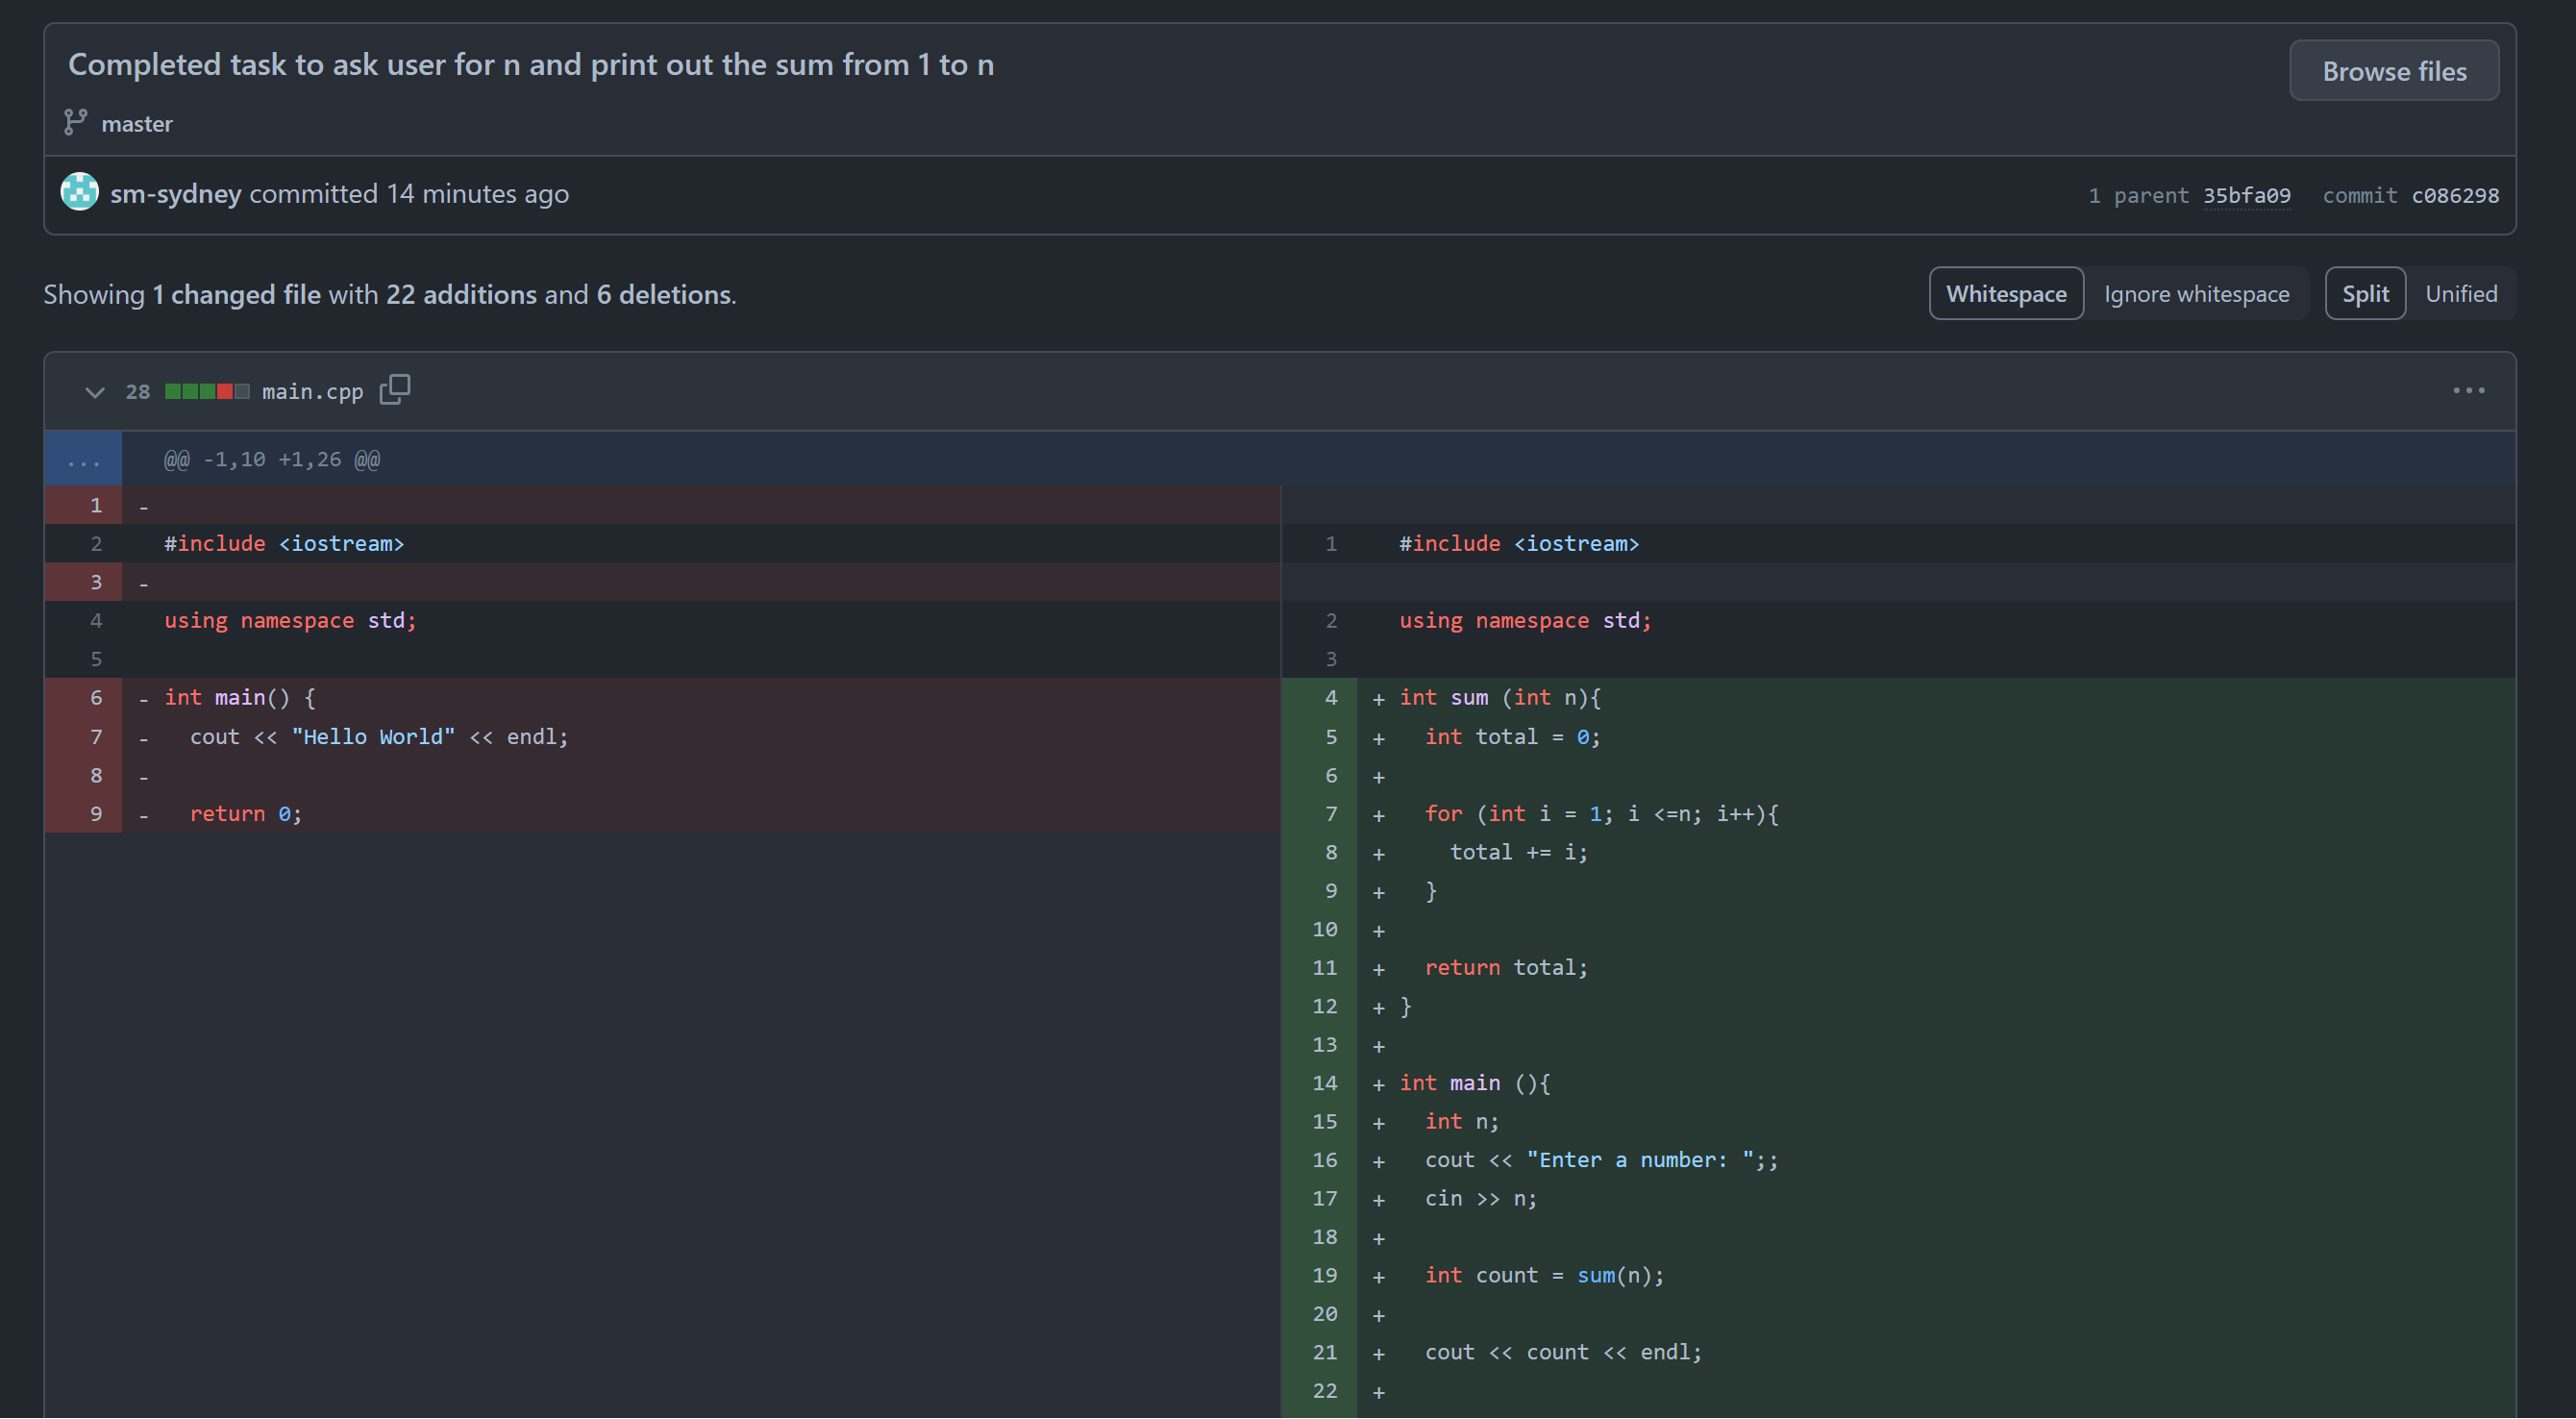 Completed task to ask user for n and print out the sum from 1 to n
Browse files
master
sm-sydney committed 14 minutes ago
1 parent 35bfa09 commit c086298
Showing 1 changed file with 22 additions and 6 deletions.
Whitespace Ignore whitespace Split Unified
28 main.cpp
... @@ -1,10 +1,26 @@
1 -
2 #include <iostream> 1 #include <iostream>
3 -
4 using namespace std; 2 using namespace std;
5 3
6 - int main() { 4 + int sum (int n){
7 - cout << "Hello World" << endl; 5 + int total = 0;
8 - 6 +
9 - return 0; 7 + for (int i = 1; i <=n; i++){
8 + total += i;
9 + }
10 +
11 + return total;
12 + }
13 +
14 + int main (){
15 + int n;
16 + cout << "Enter a number: ";;
17 + cin >> n;
18 +
19 + int count = sum(n);
20 +
21 + cout << count << endl;
22 +